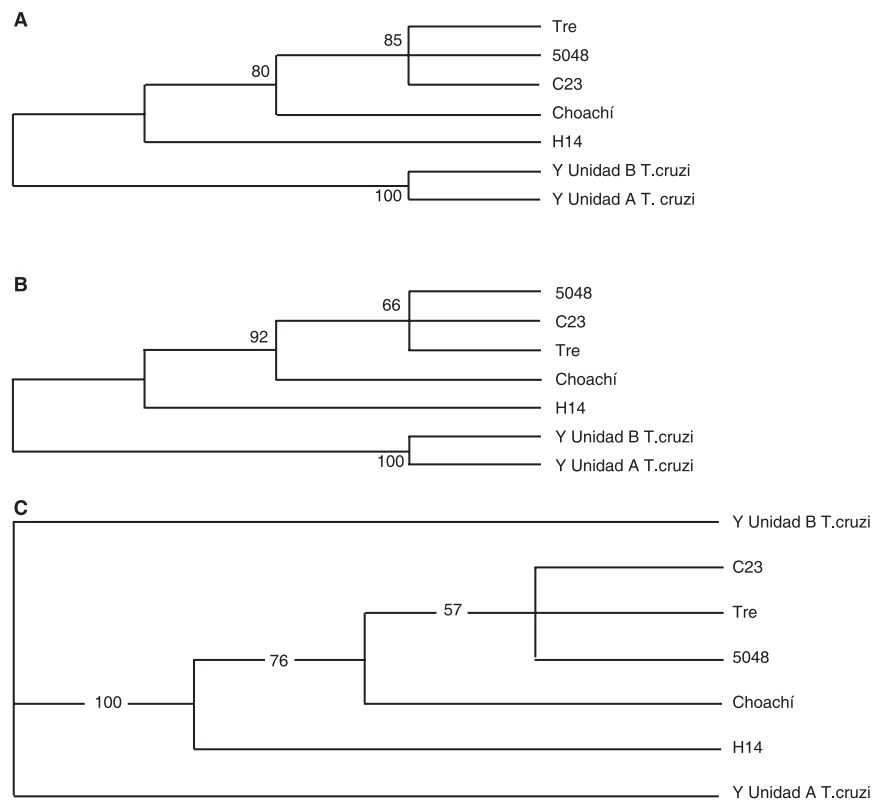 A
Tre
85
5048
80
C23
Choachí
H14
Y Unidad B T.cruzi
100
Y Unidad A T. cruzi
B
5048
66
C23
92
Tre
Choachí
H14
Y Unidad B T.cruzi
100
Y Unidad A T.cruzi
C
Y Unidad B T.cruzi
C23
57
Tre
76
5048
100
Choachí
H14
Y Unidad A T.cruzi